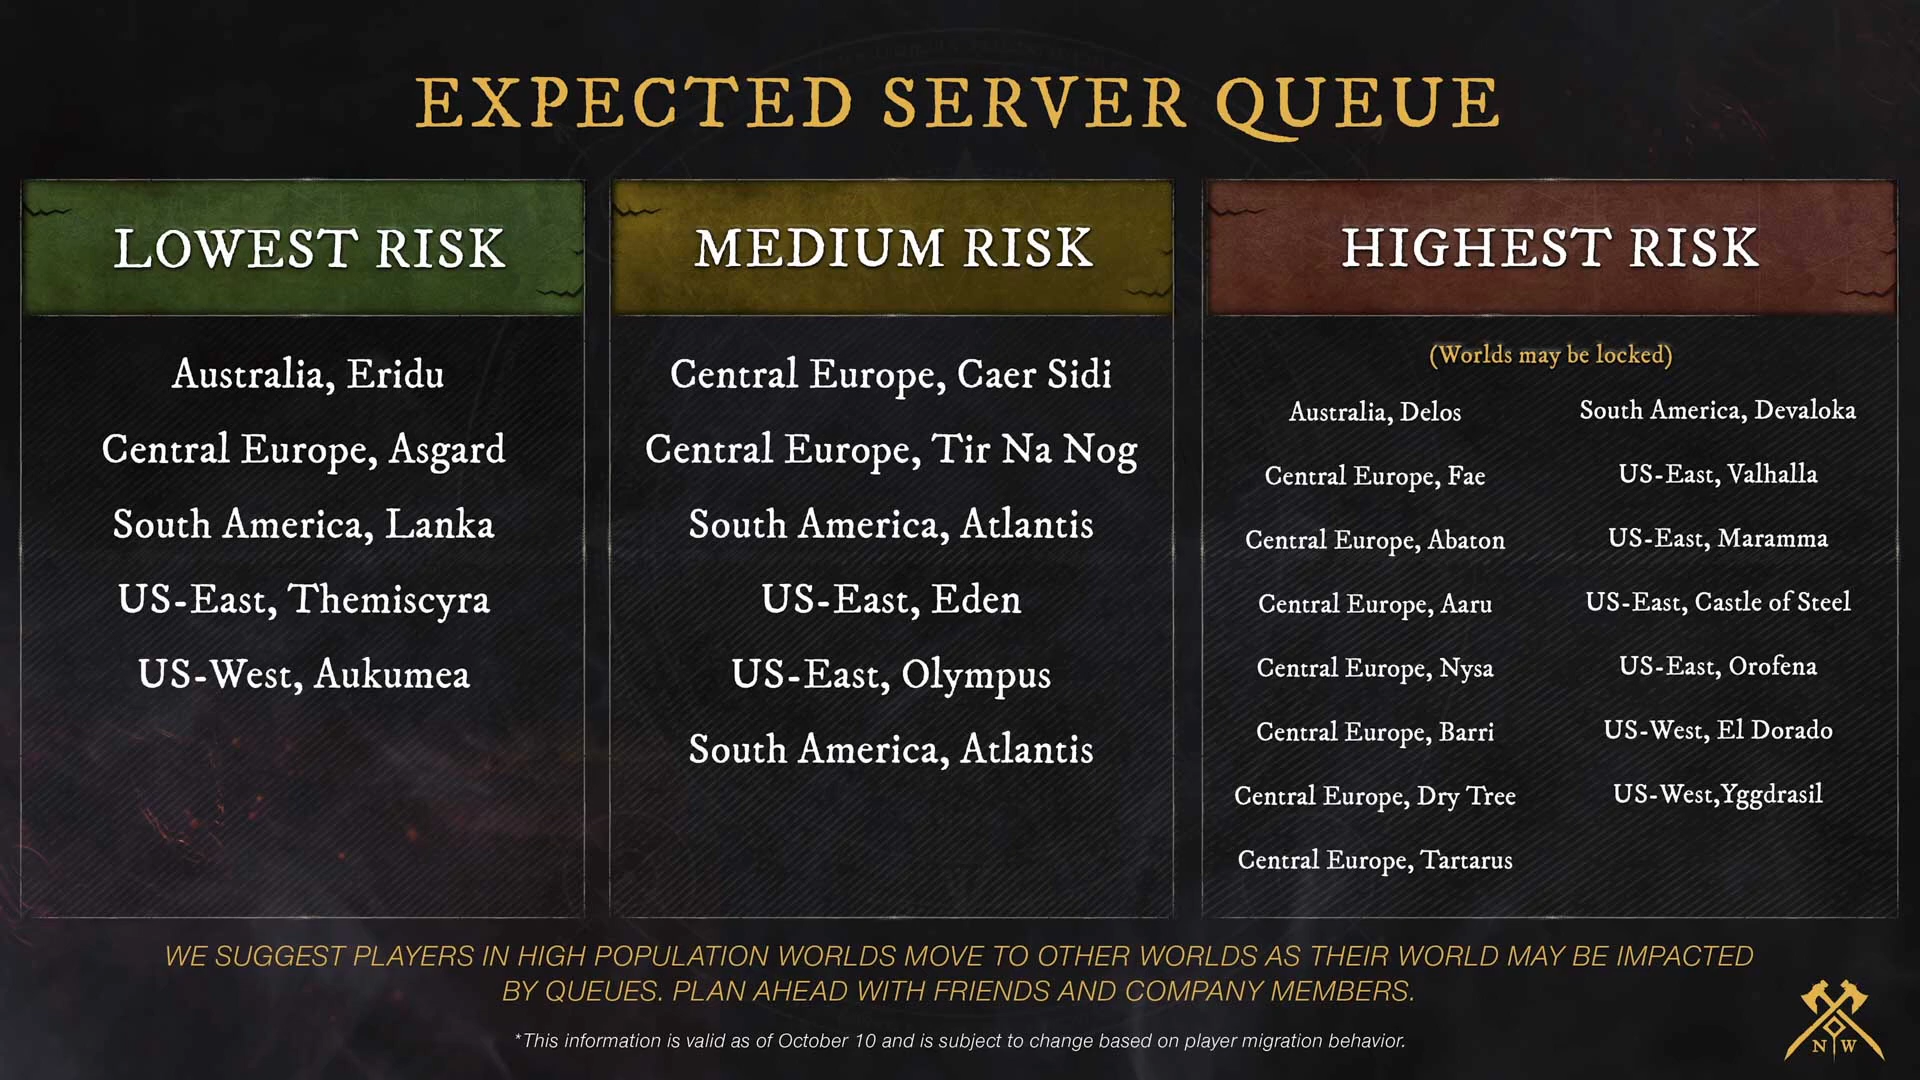 EXPECTED SERVER QUEUE
LOWEST RISK
Australia, Eridu
Central Europe, Asgard
South America, Lanka
US-East, Themiscyra
US-West, Aukumea
MEDIUM RISK
Central Europe, Caer Sidi
Central Europe, Tir Na Nog
South America, Atlantis
US-East, Eden
US-East, Olympus
South America, Atlantis
HIGHEST RISK
(Worlds may be locked)
Australia, Delos
Central Europe, Fae
Central Europe, Abaton
Central Europe, Aaru
Central Europe, Nysa
Central Europe, Barri
Central Europe, Dry Tree
Central Europe, Tartarus
South America, Devaloka
US-East, Valhalla
US-East, Maramma
US-East, Castle of Steel
US-East, Orofena
US-West, El Dorado
US-West,Yggdrasil
WE SUGGEST PLAYERS IN HIGH POPULATION WORLDS MOVE TO OTHER WORLDS AS THEIR WORLD MAY BE IMPACTED
BY QUEUES. PLAN AHEAD WITH FRIENDS AND COMPANY MEMBERS.
*This information is valid as of October 10 and is subject to change based on player migration behavior.
N W